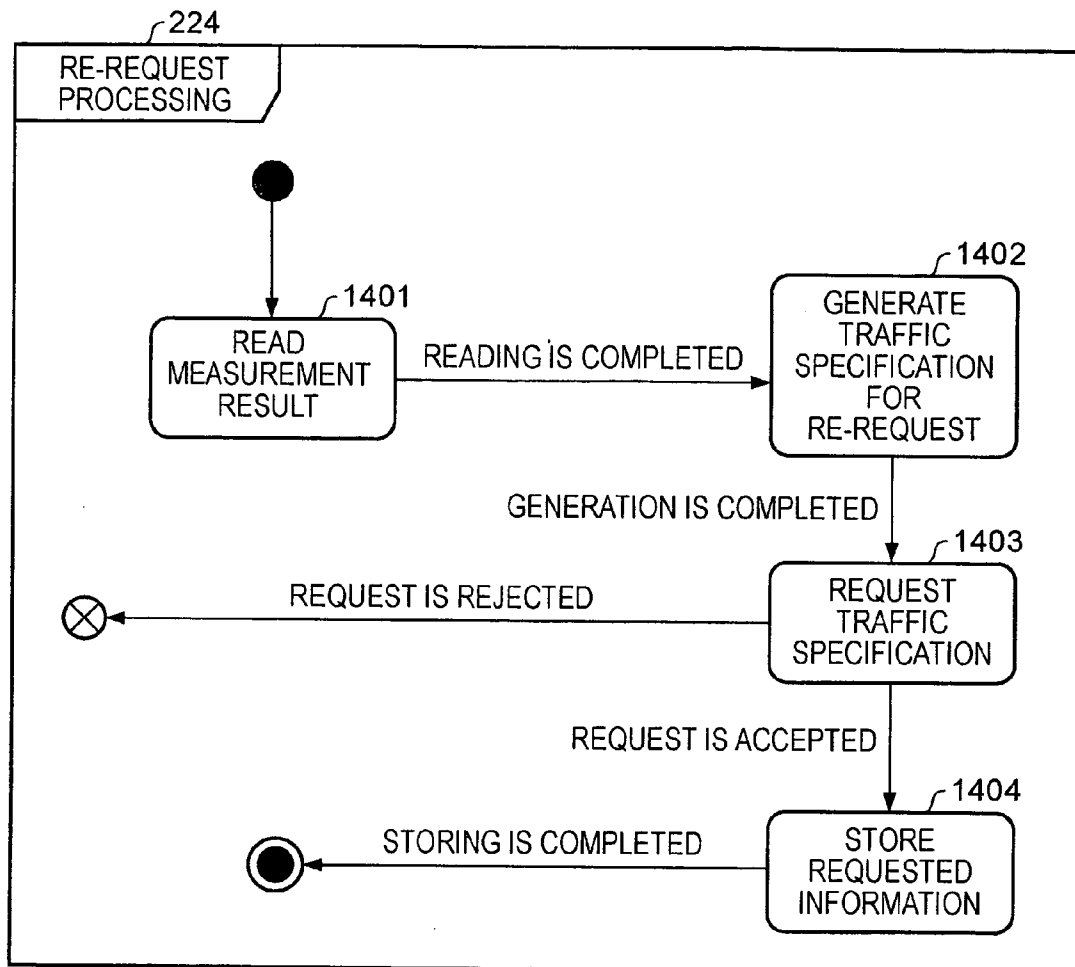 224
RE-REQUEST
PROCESSING
1401
READ
MEASUREMENT
RESULT
READING IS COMPLETED
1402
GENERATE
TRAFFIC
SPECIFICATION
FOR
RE-REQUEST
GENERATION IS COMPLETED
1403
REQUEST
TRAFFIC
SPECIFICATION
REQUEST IS REJECTED
REQUEST IS ACCEPTED
1404
STORE
REQUESTED
INFORMATION
STORING IS COMPLETED